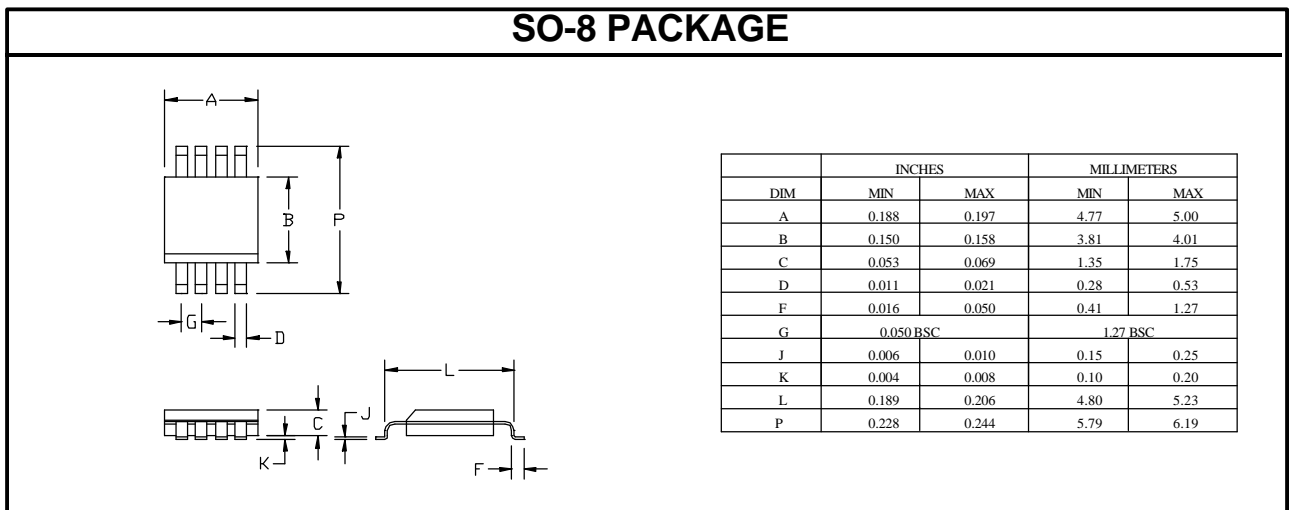 SO-8 PACKAGE
A
B
P
G
D
C
K
L
J
F
INCHES MILLIMETERS
DIM MIN MAX MIN MAX
A 0.188 0.197 4.77 5.00
B 0.150 0.158 3.81 4.01
C 0.053 0.069 1.35 1.75
D 0.011 0.021 0.28 0.53
F 0.016 0.050 0.41 1.27
G 0.050 BSC 1.27 BSC
J 0.006 0.010 0.15 0.25
K 0.004 0.008 0.10 0.20
L 0.189 0.206 4.80 5.23
P 0.228 0.244 5.79 6.19